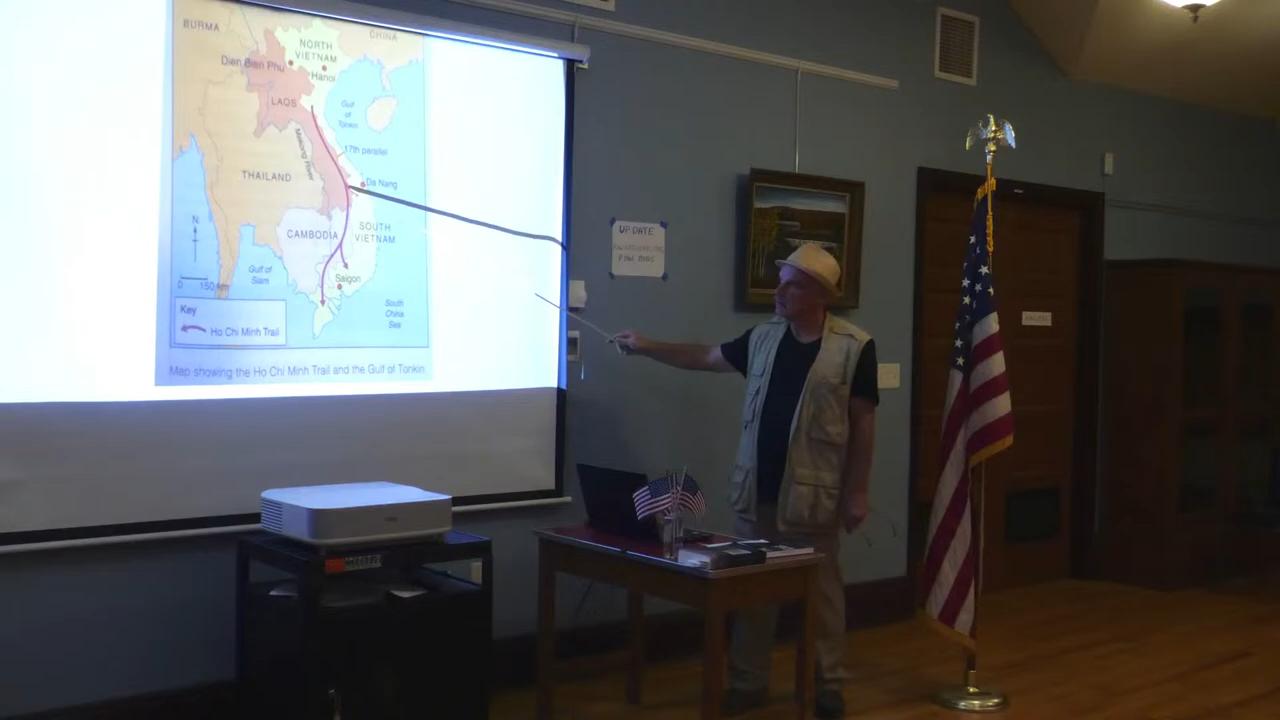 BURMA
CHINA
NORTH
VIETNAM
Dien Bien Phu
Hanoi
LAOS
Gulf
of
Tonkin
Mekong River
17th parallel
THAILAND
Da Nang
N
CAMBODIA
SOUTH
VIETNAM
Gulf of
Siam
Saigon
0 150 km
South
China
Sea
Key
Ho Chi Minh Trail
Map showing the Ho Chi Minh Trail and the Gulf of Tonkin
UPDATE